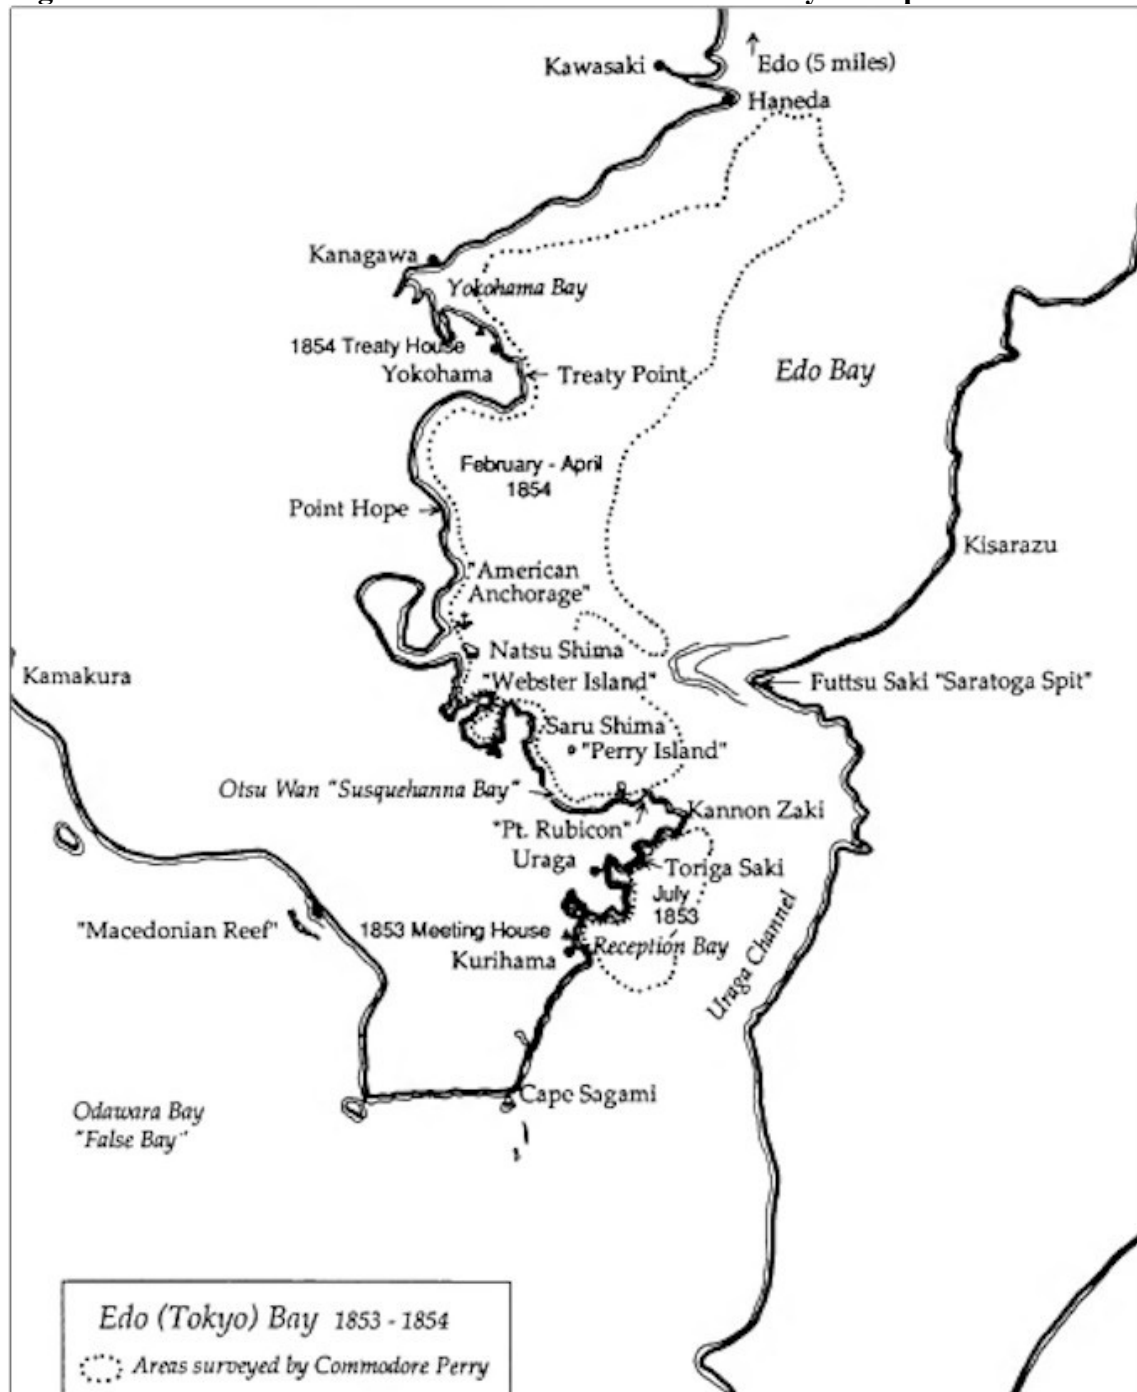 Kawasaki
Edo (5 miles)
Haneda
Kanagawa
Yokohama Bay
1854 Treaty House
Yokohama
Treaty Point
Edo Bay
February - April
1854
Point Hope
Kisarazu
"American
Anchorage"
Natsu Shima
"Webster Island"
Kamakura
Futtsu Saki "Saratoga Spit"
Saru Shima
"Perry Island"
Otsu Wan "Susquehanna Bay"
"Pt. Rubicon"
Kannon Zaki
Uraga
Toriga Saki
July
1853
"Macedonian Reef"
1853 Meeting House
Reception Bay
Kurihama
Uraga Channel
Cape Sagami
Odawara Bay
"False Bay"
Edo (Tokyo) Bay 1853 - 1854
Areas surveyed by Commodore Perry